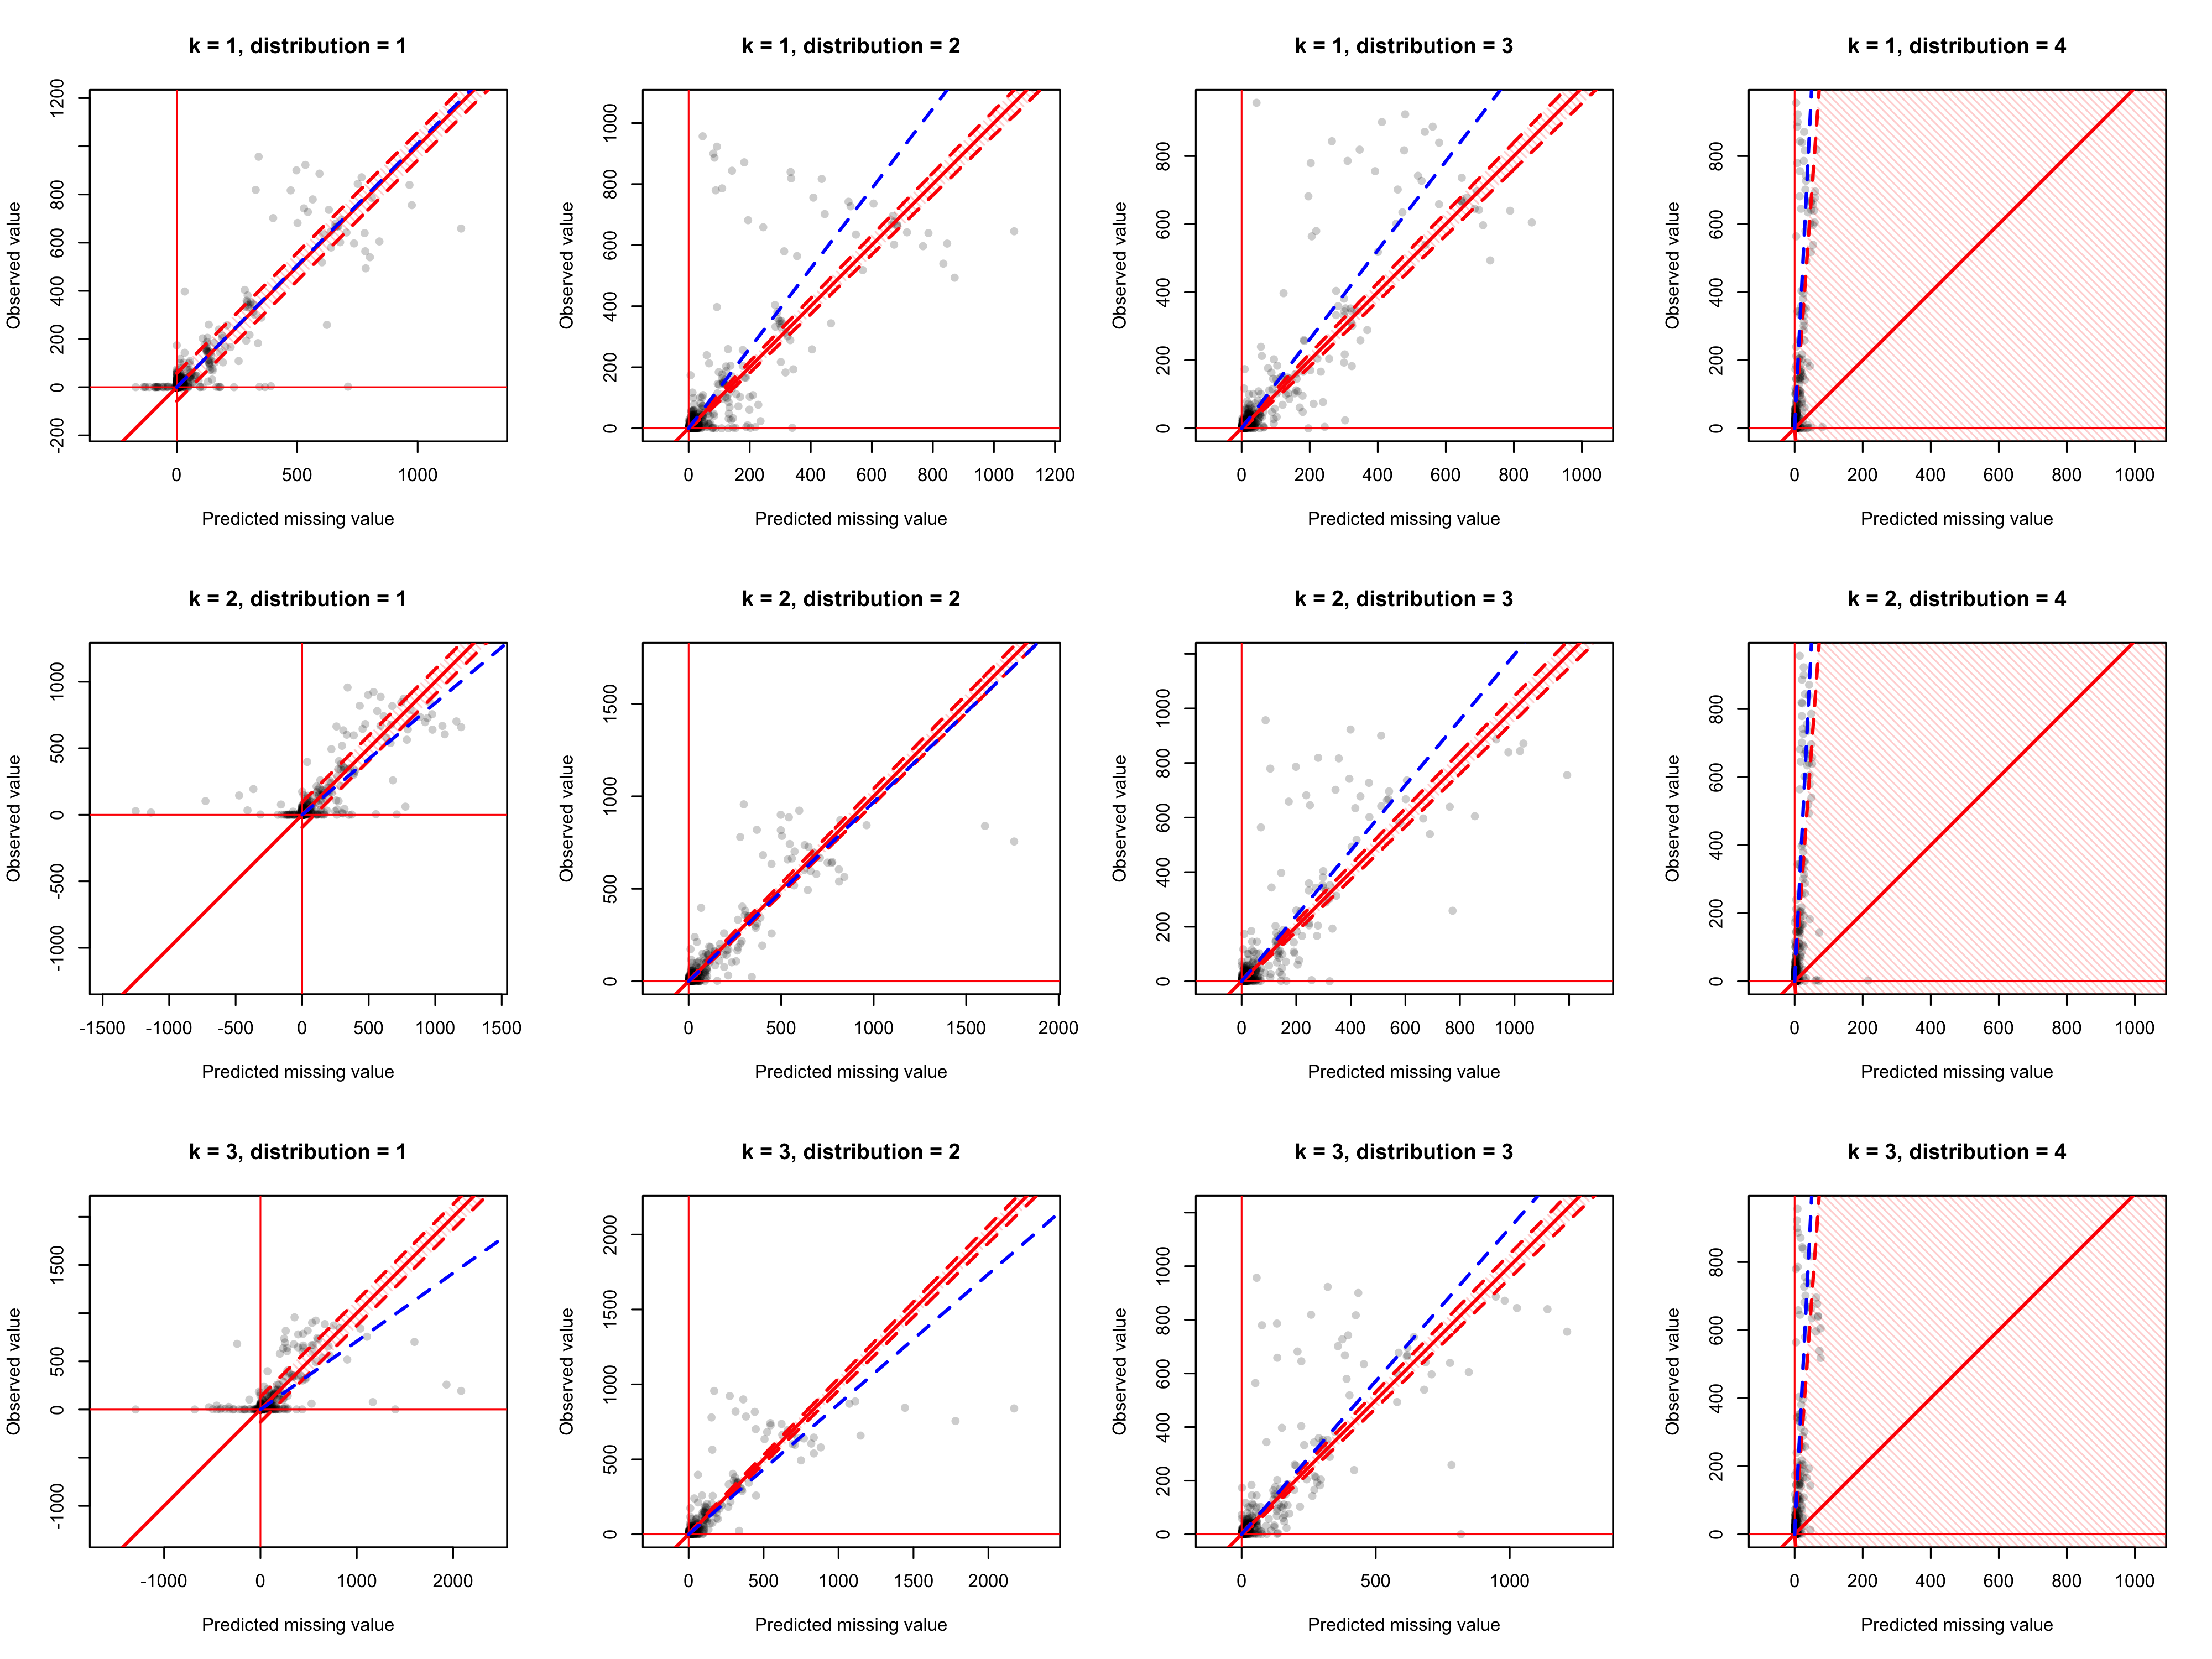 k = 1, distribution = 1
k = 1, distribution = 2
k = 1, distribution = 3
k = 1, distribution = 4
Observed value
-200 0 200 400 600 800 1200
0 500 1000
Predicted missing value
Observed value
0 200 400 600 800 1000
0 200 400 600 800 1000 1200
Predicted missing value
Observed value
0 200 400 600 800
0 200 400 600 800 1000
Predicted missing value
Observed value
0 200 400 600 800
0 200 400 600 800 1000
Predicted missing value
k = 2, distribution = 1
k = 2, distribution = 2
k = 2, distribution = 3
k = 2, distribution = 4
Observed value
-1000 -500 0 500 1000
-1500 -1000 -500 0 500 1000 1500
Predicted missing value
Observed value
0 500 1000 1500
0 500 1000 1500 2000
Predicted missing value
Observed value
0 200 400 600 800 1000
0 200 400 600 800 1000
Predicted missing value
Observed value
0 200 400 600 800
0 200 400 600 800 1000
Predicted missing value
k = 3, distribution = 1
k = 3, distribution = 2
k = 3, distribution = 3
k = 3, distribution = 4
Observed value
-1000 0 500 1500
-1000 0 1000 2000
Predicted missing value
Observed value
0 500 1000 1500 2000
0 500 1000 1500 2000
Predicted missing value
Observed value
0 200 400 600 800 1000
0 500 1000
Predicted missing value
Observed value
0 200 400 600 800
0 200 400 600 800 1000
Predicted missing value